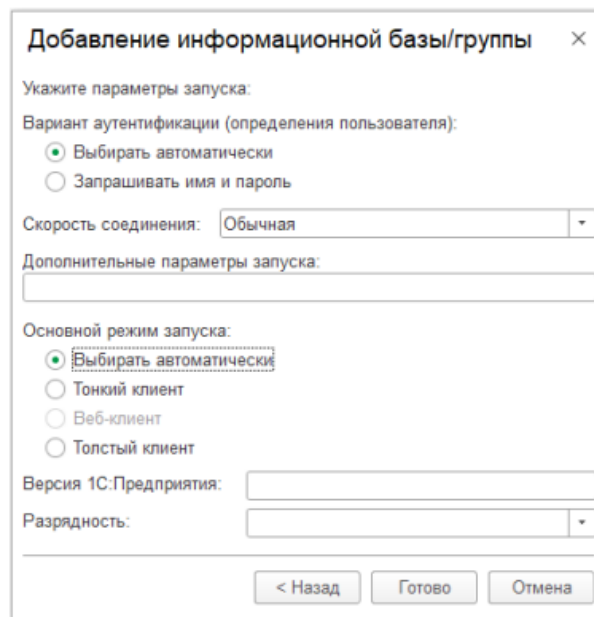 Добавление информационной базы/группы
Укажите параметры запуска:
Вариант аутентификации (определения пользователя):
Выбирать автоматически
Запрашивать имя и пароль
Скорость соединения: Обычная
Дополнительные параметры запуска:
Основной режим запуска:
Выбирать автоматически
Тонкий клиент
Веб-клиент
Толстый клиент
Версия 1С:Предприятия:
Разрядность:
< Назад Готово Отмена